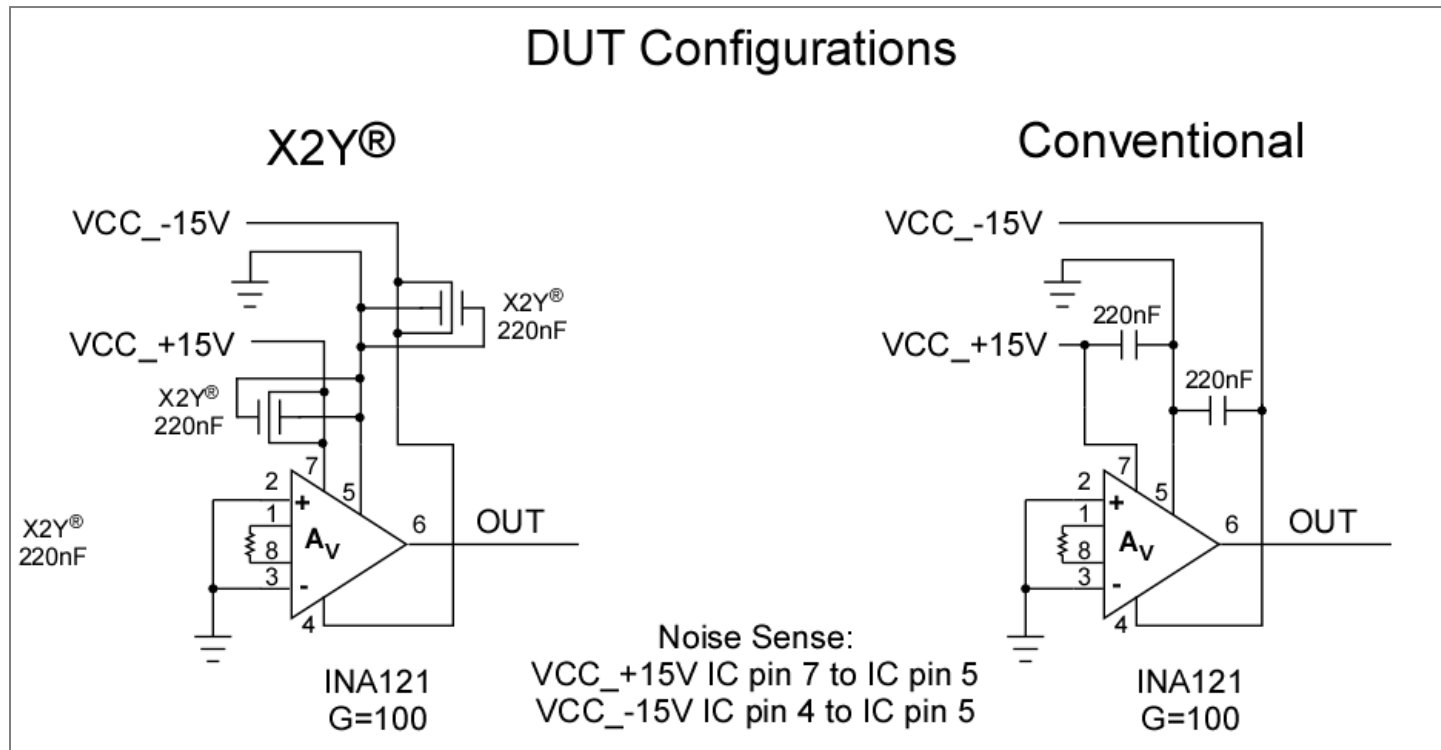 DUT Configurations
X2Y®
VCC_-15V
X2Y®
220nF
VCC_+15V
X2Y®
220nF
7
2
5
+
1
6
OUT
AV
8
3
-
4
X2Y®
220nF
INA121
G=100
Conventional
VCC_-15V
220nF
VCC_+15V
220nF
7
2
5
+
1
6
OUT
AV
8
3
-
4
INA121
G=100
Noise Sense:
VCC_+15V IC pin 7 to IC pin 5
VCC_-15V IC pin 4 to IC pin 5